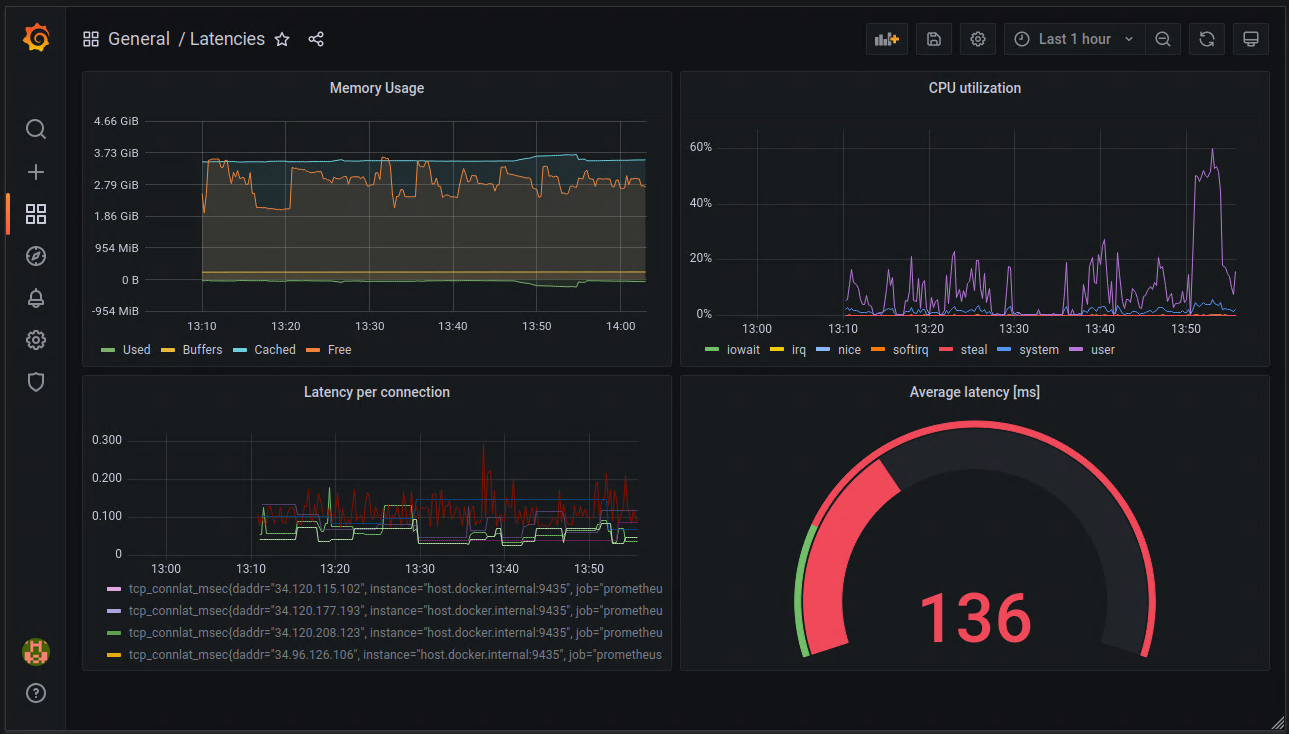 General / Latencies
Last 1 hour
Memory Usage
4.66 GiB
3.73 GiB
2.79 GiB
1.86 GiB
954 MiB
0 B
-954 MiB
13:10 13:20 13:30 13:40 13:50 14:00
Used Buffers Cached Free
CPU utilization
60%
40%
20%
0%
13:00 13:10 13:20 13:30 13:40 13:50
iowait irq nice softirq steal system user
Latency per connection
0.300
0.200
0.100
0
13:00 13:10 13:20 13:30 13:40 13:50
tcp_connlat_msec{daddr="34.120.115.102", instance="host.docker.internal:9435", job="prometheu
tcp_connlat_msec{daddr="34.120.177.193", instance="host.docker.internal:9435", job="prometheu
tcp_connlat_msec{daddr="34.120.208.123", instance="host.docker.internal:9435", job="prometheu
tcp_connlat_msec{daddr="34.96.126.106", instance="host.docker.internal:9435", job="prometheus
Average latency [ms]
136